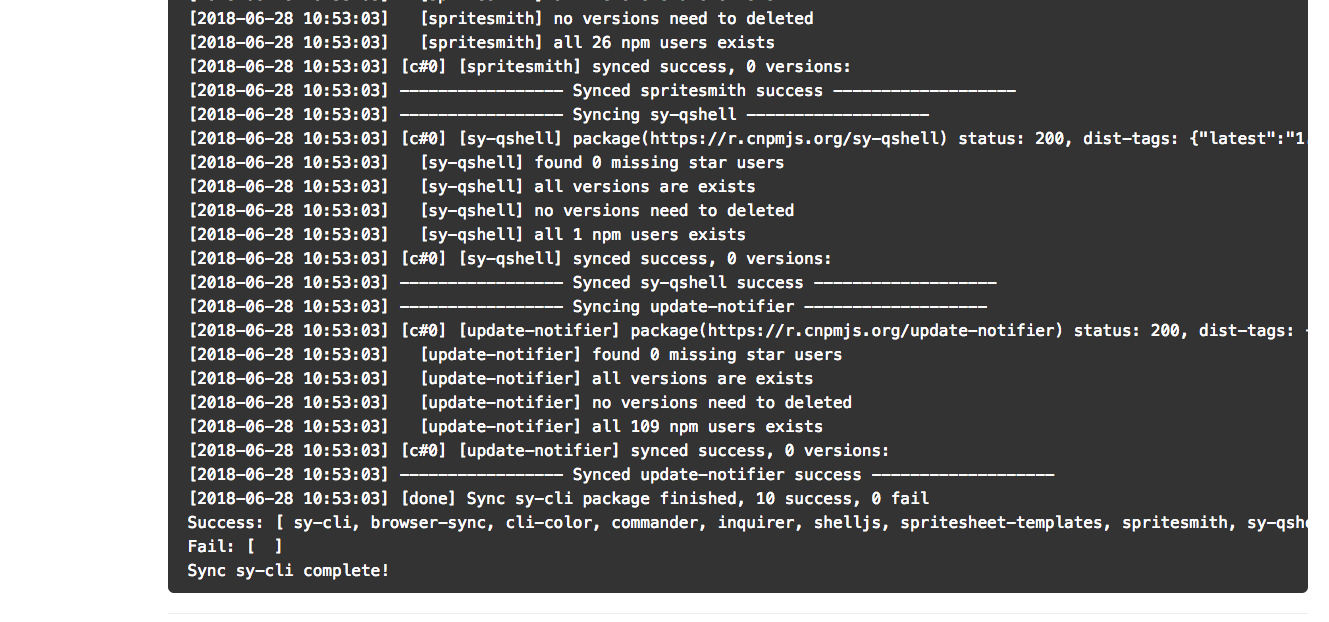 [2018-06-28 10:53:03]   [spritesmith] no versions need to deleted
[2018-06-28 10:53:03]   [spritesmith] all 26 npm users exists
[2018-06-28 10:53:03] [c#0] [spritesmith] synced success, 0 versions:
[2018-06-28 10:53:03] ————————————————— Synced spritesmith success ———————————————————
[2018-06-28 10:53:03] ————————————————— Syncing sy-qshell ———————————————————
[2018-06-28 10:53:03] [c#0] [sy-qshell] package(https://r.cnpmjs.org/sy-qshell) status: 200, dist-tags: {"latest":"1.
[2018-06-28 10:53:03]   [sy-qshell] found 0 missing star users
[2018-06-28 10:53:03]   [sy-qshell] all versions are exists
[2018-06-28 10:53:03]   [sy-qshell] no versions need to deleted
[2018-06-28 10:53:03]   [sy-qshell] all 1 npm users exists
[2018-06-28 10:53:03] [c#0] [sy-qshell] synced success, 0 versions:
[2018-06-28 10:53:03] ————————————————— Synced sy-qshell success ———————————————————
[2018-06-28 10:53:03] ————————————————— Syncing update-notifier ———————————————————
[2018-06-28 10:53:03] [c#0] [update-notifier] package(https://r.cnpmjs.org/update-notifier) status: 200, dist-tags:
[2018-06-28 10:53:03]   [update-notifier] found 0 missing star users
[2018-06-28 10:53:03]   [update-notifier] all versions are exists
[2018-06-28 10:53:03]   [update-notifier] no versions need to deleted
[2018-06-28 10:53:03]   [update-notifier] all 109 npm users exists
[2018-06-28 10:53:03] [c#0] [update-notifier] synced success, 0 versions:
[2018-06-28 10:53:03] ————————————————— Synced update-notifier success ———————————————————
[2018-06-28 10:53:03] [done] Sync sy-cli package finished, 10 success, 0 fail
Success: [ sy-cli, browser-sync, cli-color, commander, inquirer, shelljs, spritesheet-templates, spritesmith, sy-qsh
Fail: [  ]
Sync sy-cli complete!